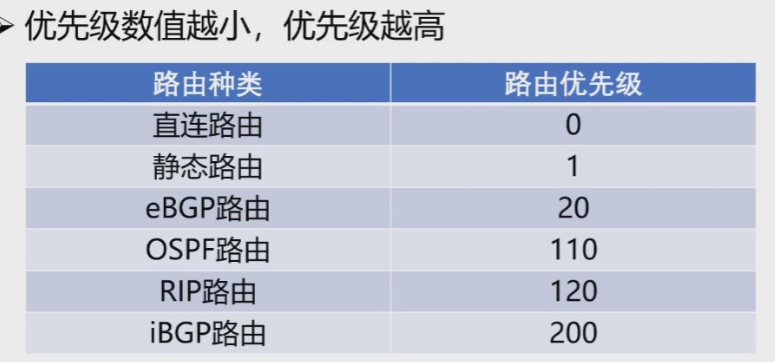 优先级数值越小，优先级越高
路由种类 路由优先级
直连路由 0
静态路由 1
eBGP路由 20
OSPF路由 110
RIP路由 120
iBGP路由 200